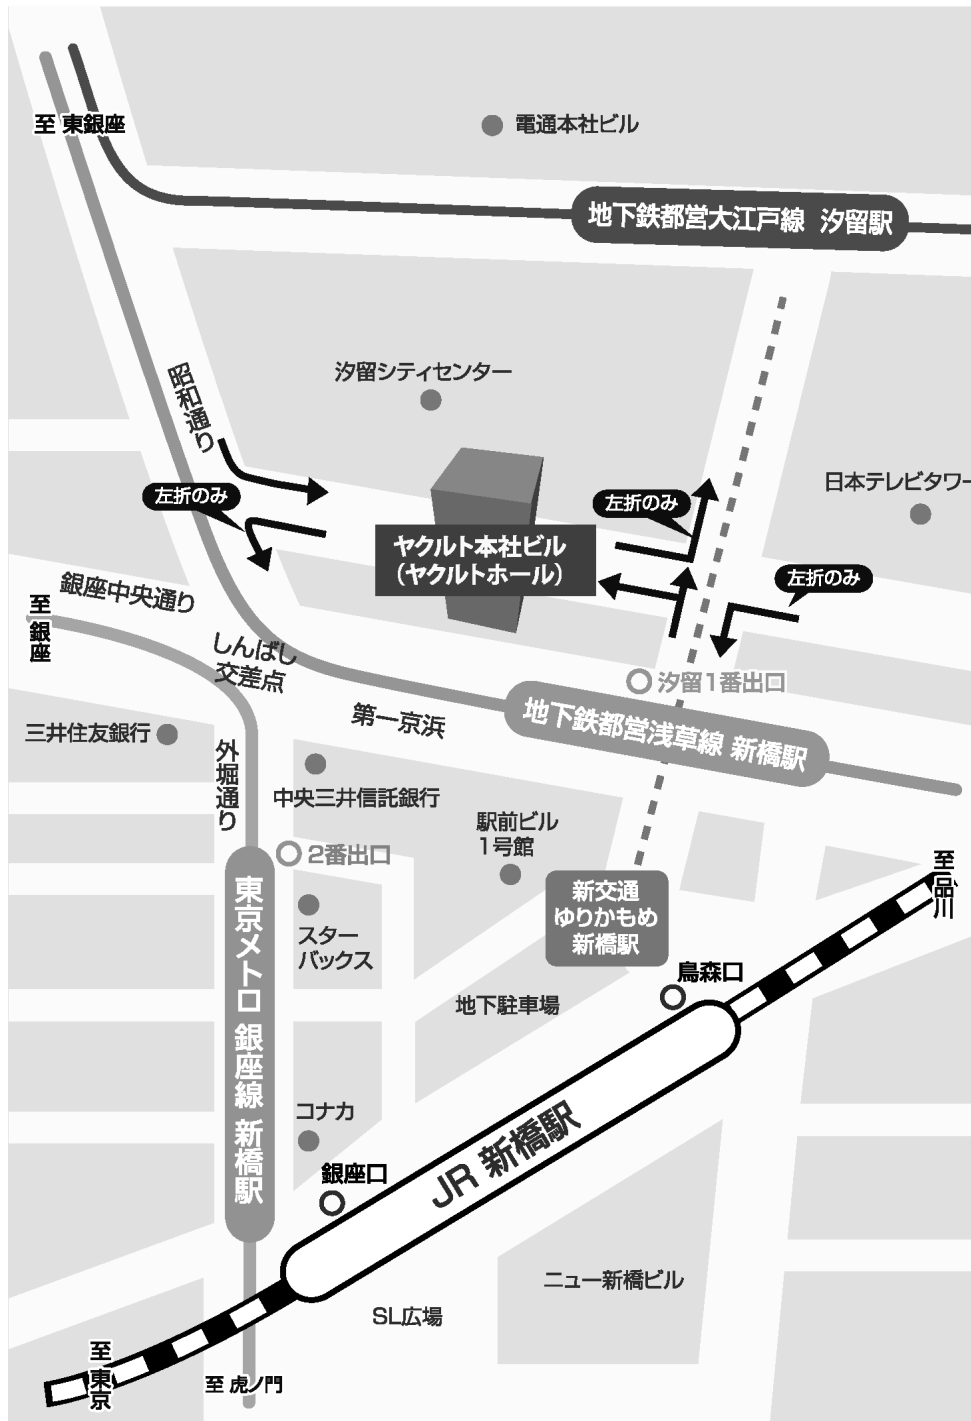 至 東銀座
電通本社ビル
地下鉄都営大江戸線 汐留駅
汐留シティセンター
昭和通り
左折のみ
左折のみ
日本テレビタワー
ヤクルト本社ビル
（ヤクルトホール）
左折のみ
銀座中央通り
至 銀座
しんばし
交差点
汐留1番出口
第一京浜
地下鉄都営浅草線 新橋駅
三井住友銀行
外堀通り
中央三井信託銀行
駅前ビル
1号館
2番出口
至 品川
東京メトロ 銀座線 新橋駅
新交通
ゆりかもめ
新橋駅
スター
バックス
烏森口
地下駐車場
コナカ
銀座口
JR 新橋駅
ニュー新橋ビル
SL広場
至 東京
至 虎ノ門